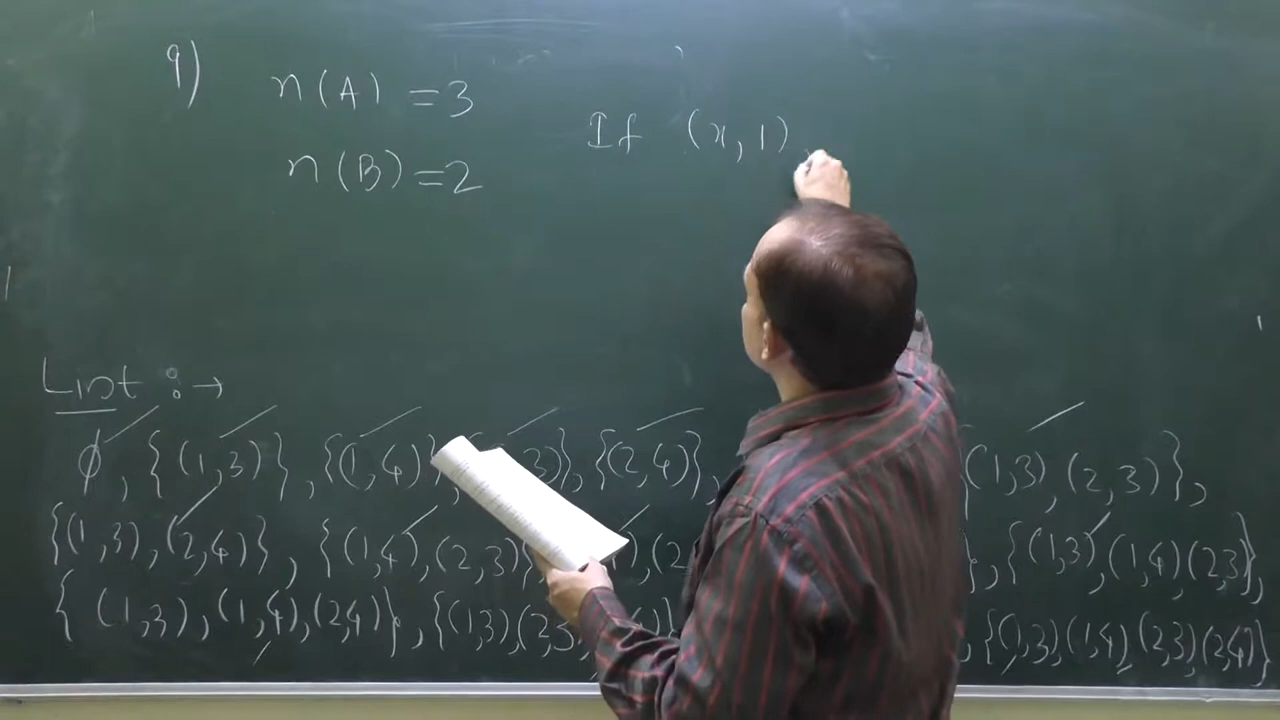 9) n(A) = 3
If (x, 1)
n(B) = 2
List : →
ϕ, {(1,3)}, {(1,4)}, 3)}, {(2,4)}, (1,3), (2,3)},
{(1,3), (2,4)}, {(1,4), (2,3) ), (2 }, {(1,3), (1,4) (2,3)},
{ (1,3), (1,4), (2,4)}, {(1,3) (2,3 )}, {(1,3) (1,4) (2,3) (2,4)}